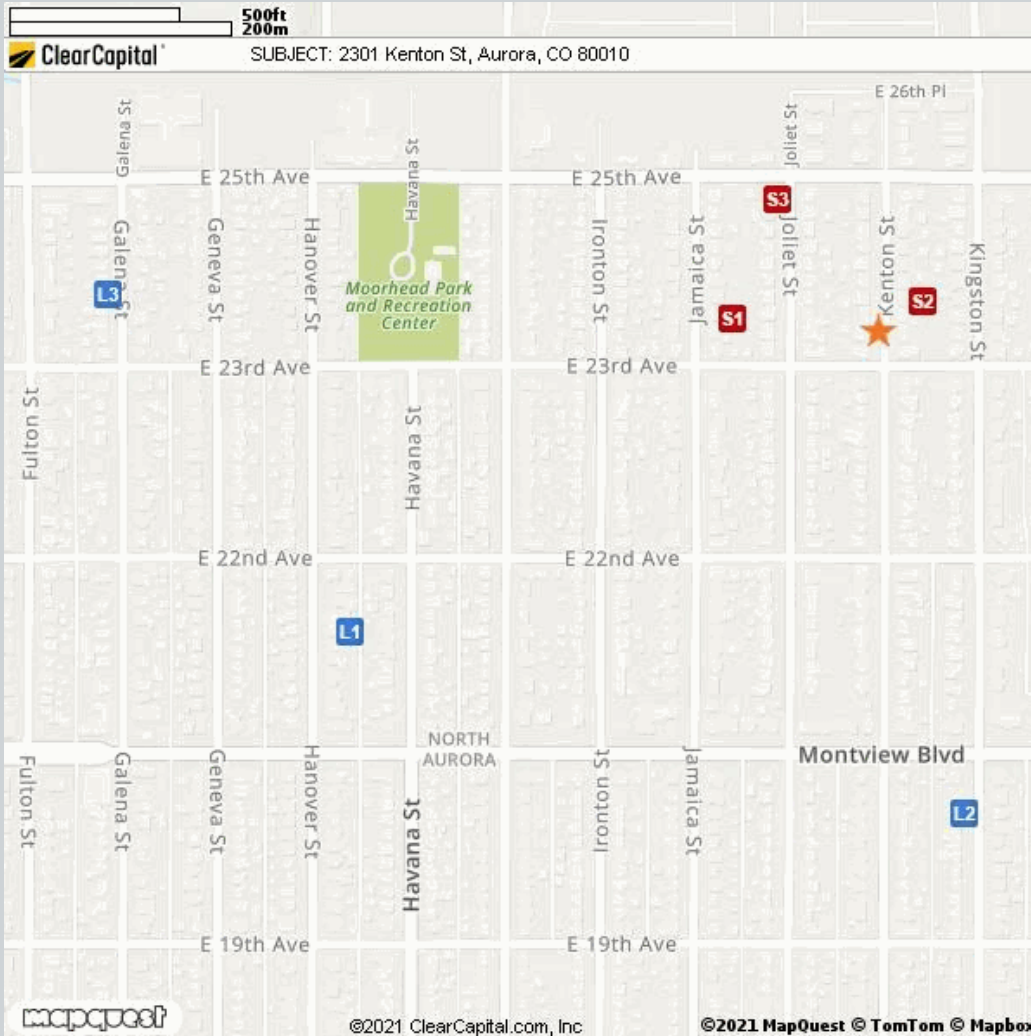 500ft
200m
ClearCapital
SUBJECT: 2301 Kenton St, Aurora, CO 80010
E 26th Pl
Galena St
Havana St
Joliet St
E 25th Ave
E 25th Ave
S3
Galena St
Geneva St
Hanover St
Ironton St
Jamaica St
Joliet St
Kenton St
Kingston St
L3
Moorhead Park
and Recreation
Center
S1
S2
E 23rd Ave
E 23rd Ave
Fulton St
Havana St
E 22nd Ave
E 22nd Ave
L1
NORTH
AURORA
Montview Blvd
Fulton St
Galena St
Geneva St
Hanover St
Havana St
Ironton St
Jamaica St
L2
E 19th Ave
E 19th Ave
mapquest
©2021 ClearCapital.com, Inc
©2021 MapQuest © TomTom © Mapbox